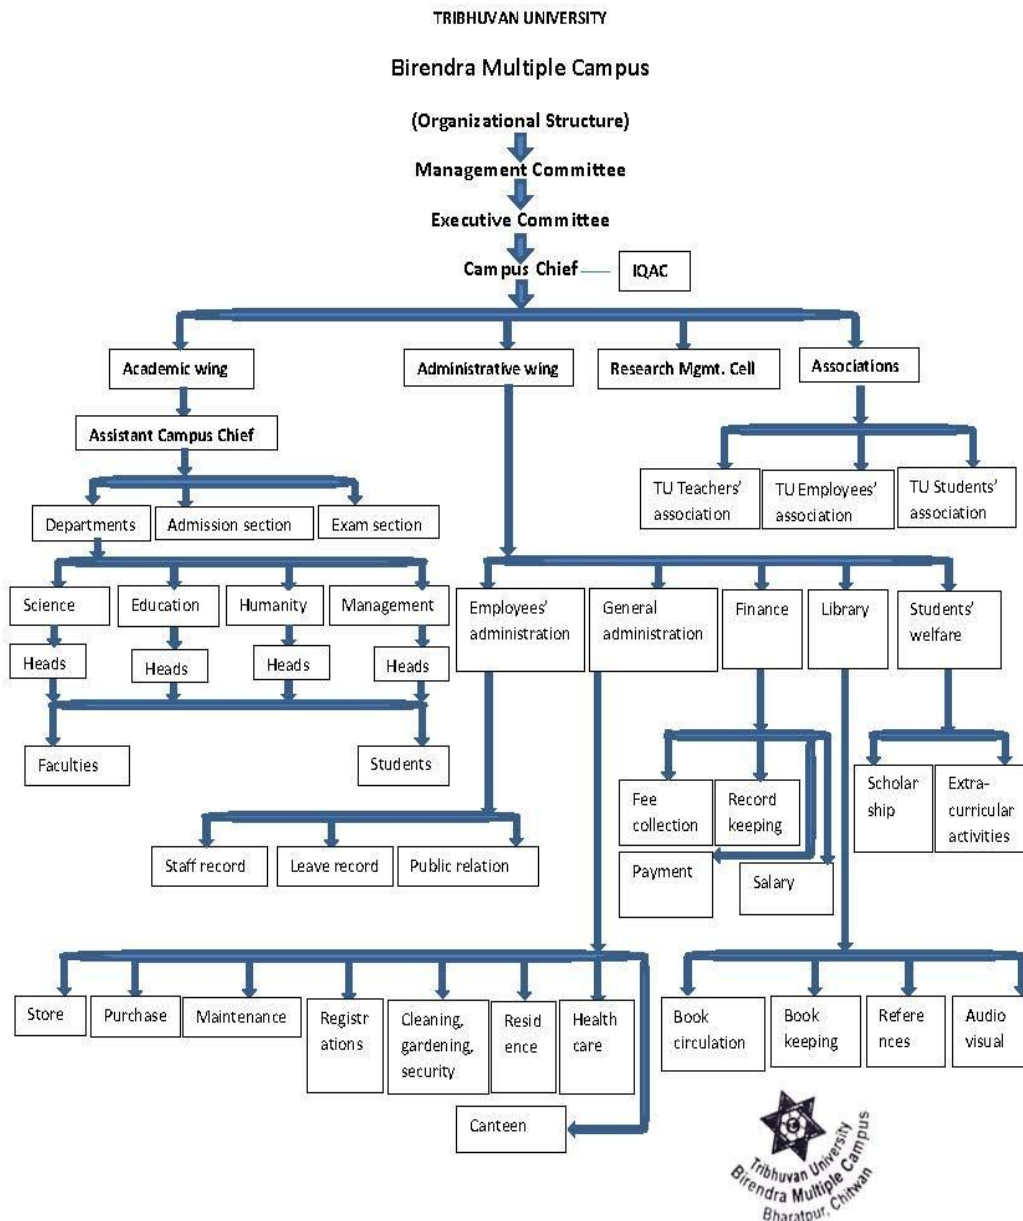 TRIBHUVAN UNIVERSITY
Birendra Multiple Campus
(Organizational Structure)
Management Committee
Executive Committee
Campus Chief
IQAC
Academic wing
Administrative wing
Research Mgmt. Cell
Associations
Assistant Campus Chief
TU Teachers'
association
TU Employees'
association
TU Students'
association
Departments
Admission section
Exam section
Science
Education
Humanity
Management
Employees'
administration
General
administration
Finance
Library
Students'
welfare
Heads
Heads
Heads
Heads
Faculties
Students
Fee
collection
Record
keeping
Scholar
ship
Extra-
curricular
activities
Staff record
Leave record
Public relation
Payment
Salary
Store
Purchase
Maintenance
Registr
ations
Cleaning,
gardening,
security
Resid
ence
Health
care
Book
circulation
Book
keeping
Refere
nces
Audio
visual
Canteen
Tribhuvan University
Birendra Multiple Campus
Bharatpur, Chitwan